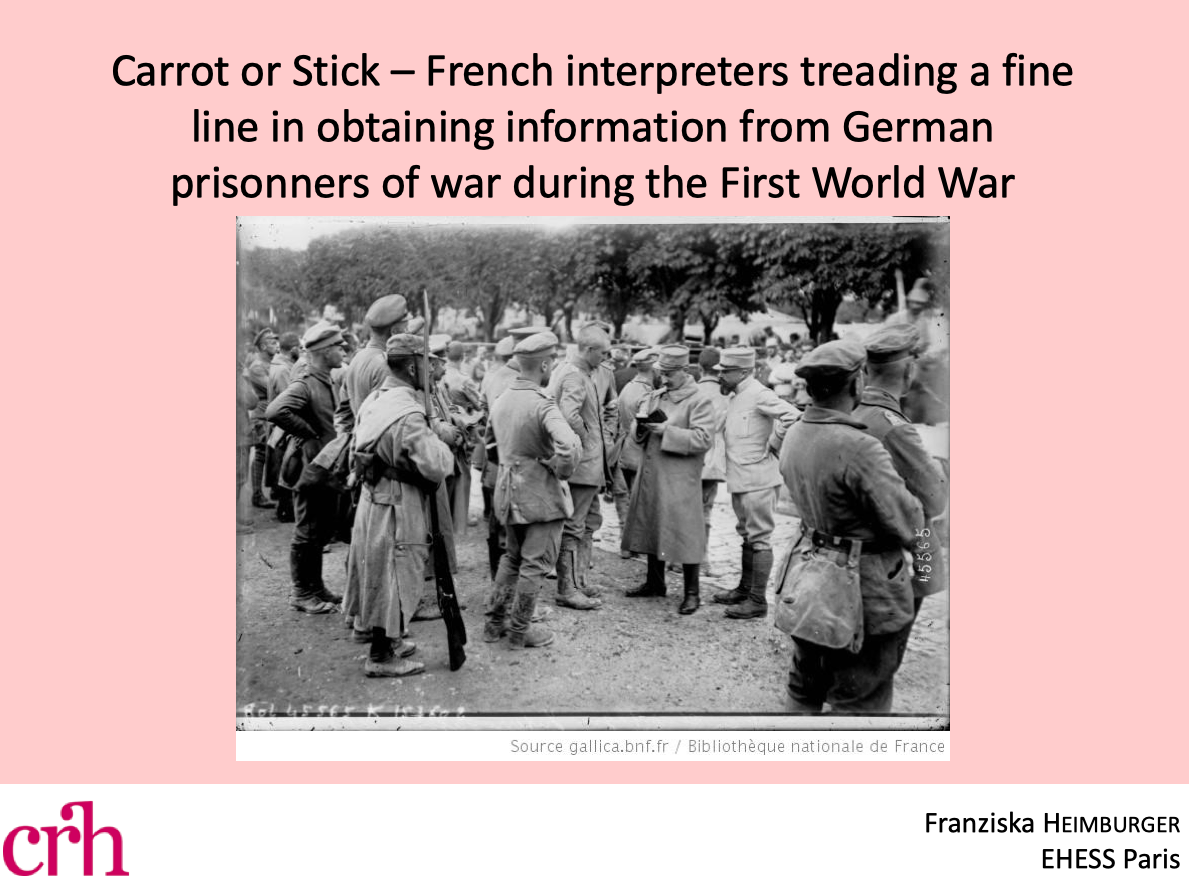 Carrot or Stick – French interpreters treading a fine
line in obtaining information from German
prisonners of war during the First World War
45565
Rol 45565
Source gallica.bnf.fr / Bibliothèque nationale de France
crh
Franziska HEIMBURGER
EHESS Paris